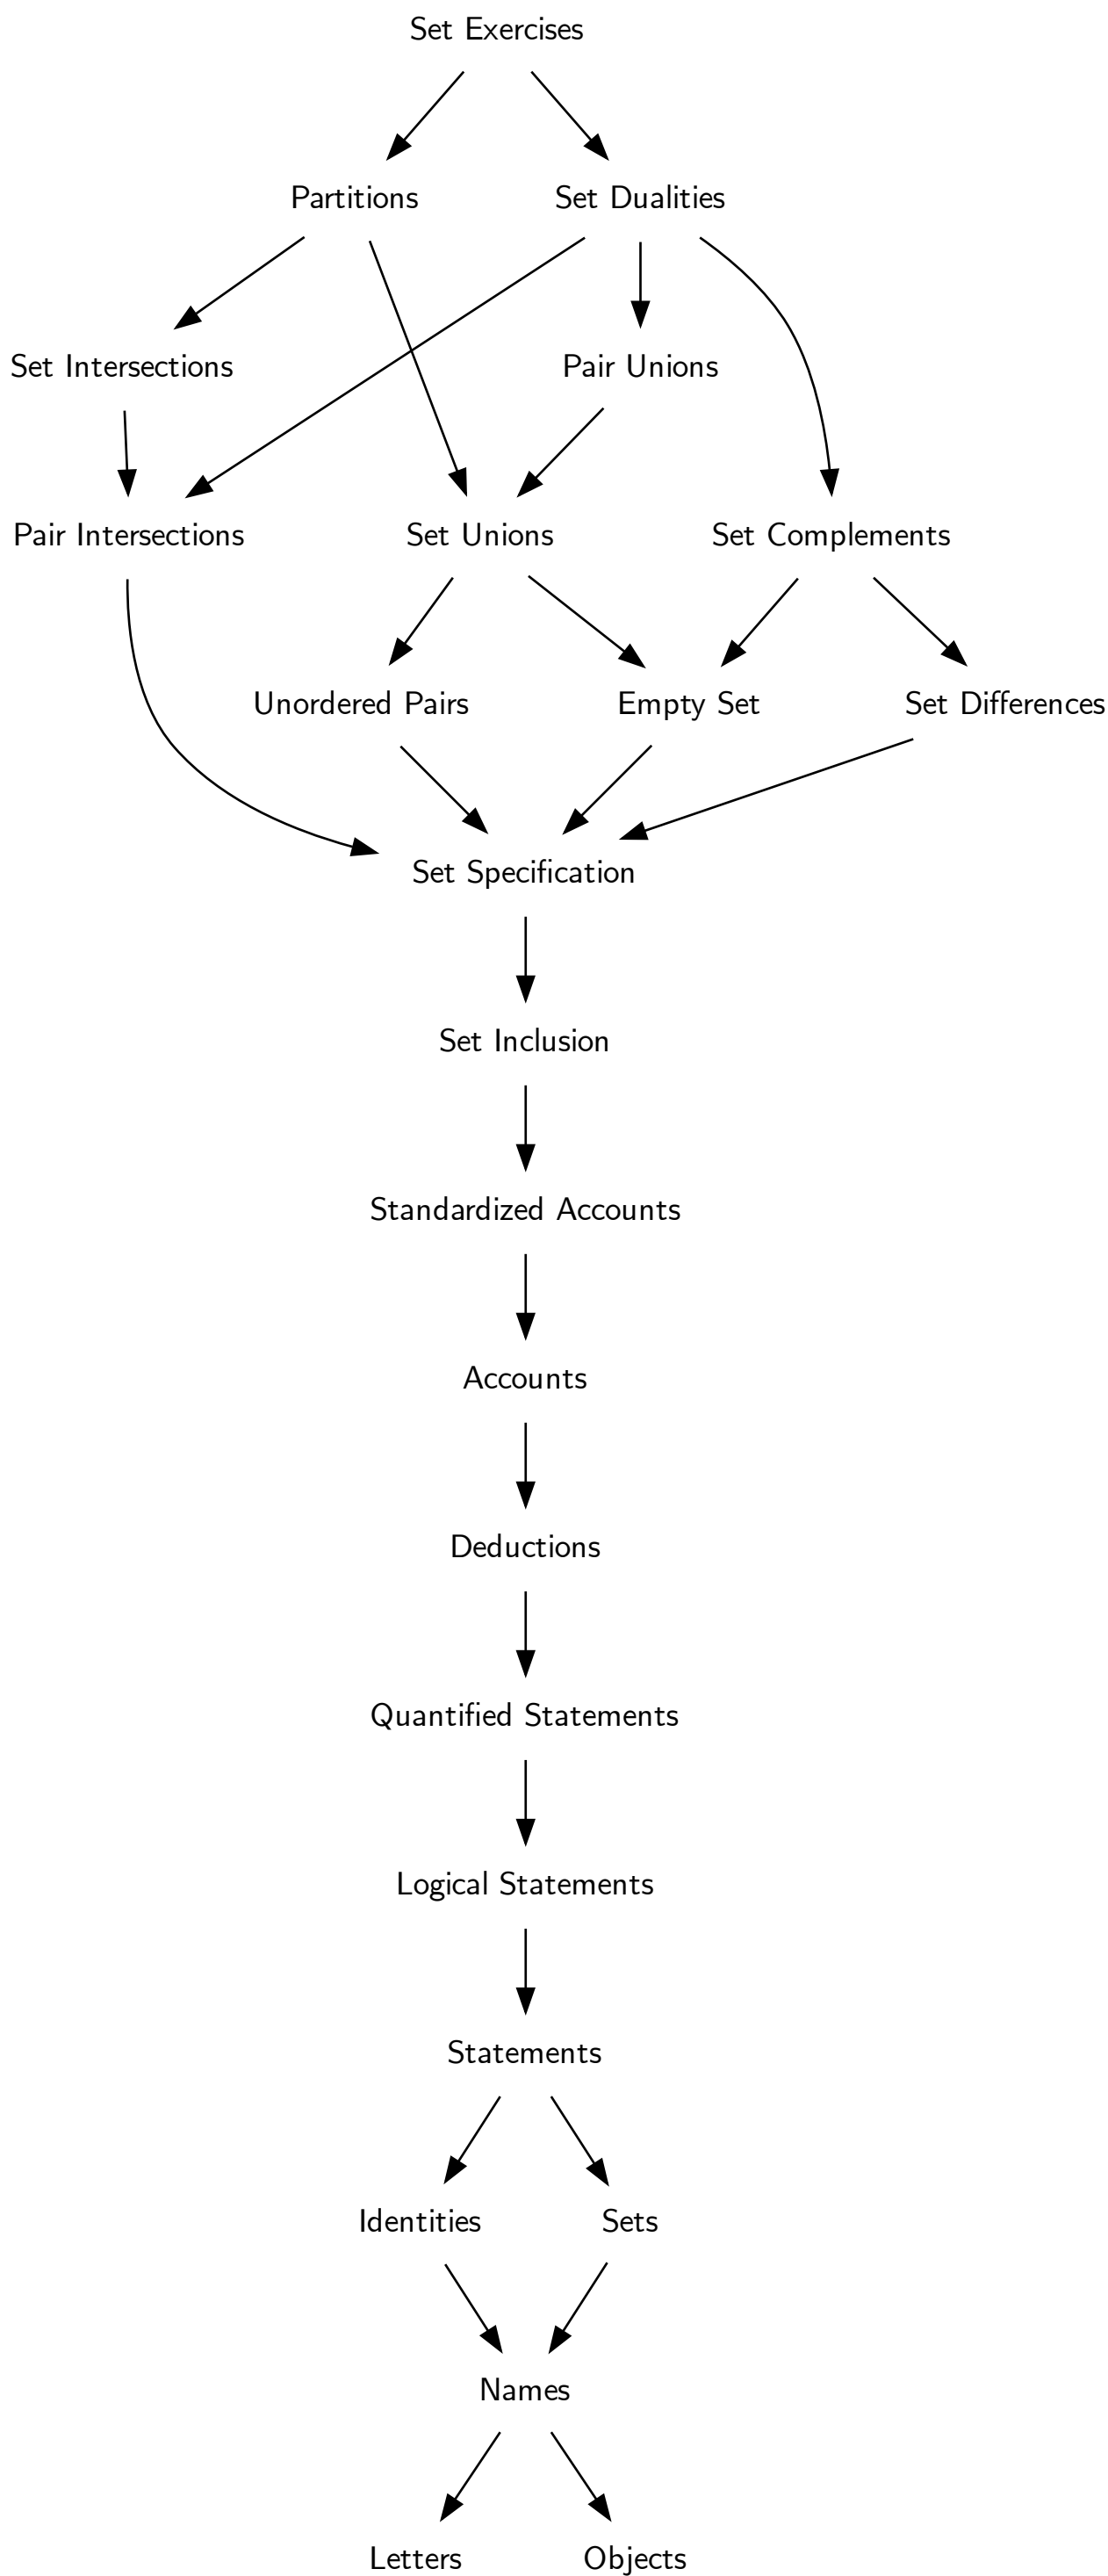 Set Exercises
Partitions
Set Dualities
Set Intersections
Pair Unions
Pair Intersections
Set Unions
Set Complements
Unordered Pairs
Empty Set
Set Differences
Set Specification
Set Inclusion
Standardized Accounts
Accounts
Deductions
Quantified Statements
Logical Statements
Statements
Identities
Sets
Names
Letters
Objects